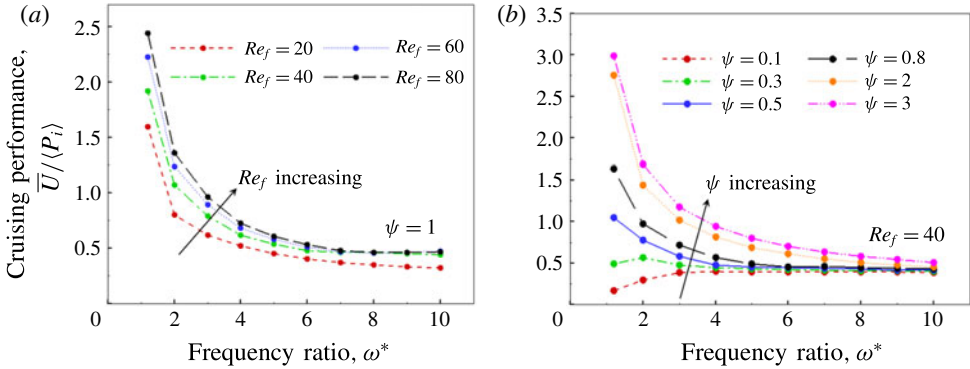 (a)
Cruising performance,
U̅/⟨P_i⟩
2.5
2.0
1.5
1.0
0.5
0
2
4
6
8
10
Re_f = 20
Re_f = 60
Re_f = 40
Re_f = 80
Re_f increasing
ψ = 1
Frequency ratio, ω*
(b)
3.5
3.0
2.5
2.0
1.5
1.0
0.5
0
2
4
6
8
10
ψ = 0.1
ψ = 0.8
ψ = 0.3
ψ = 2
ψ = 0.5
ψ = 3
ψ increasing
Re_f = 40
Frequency ratio, ω*